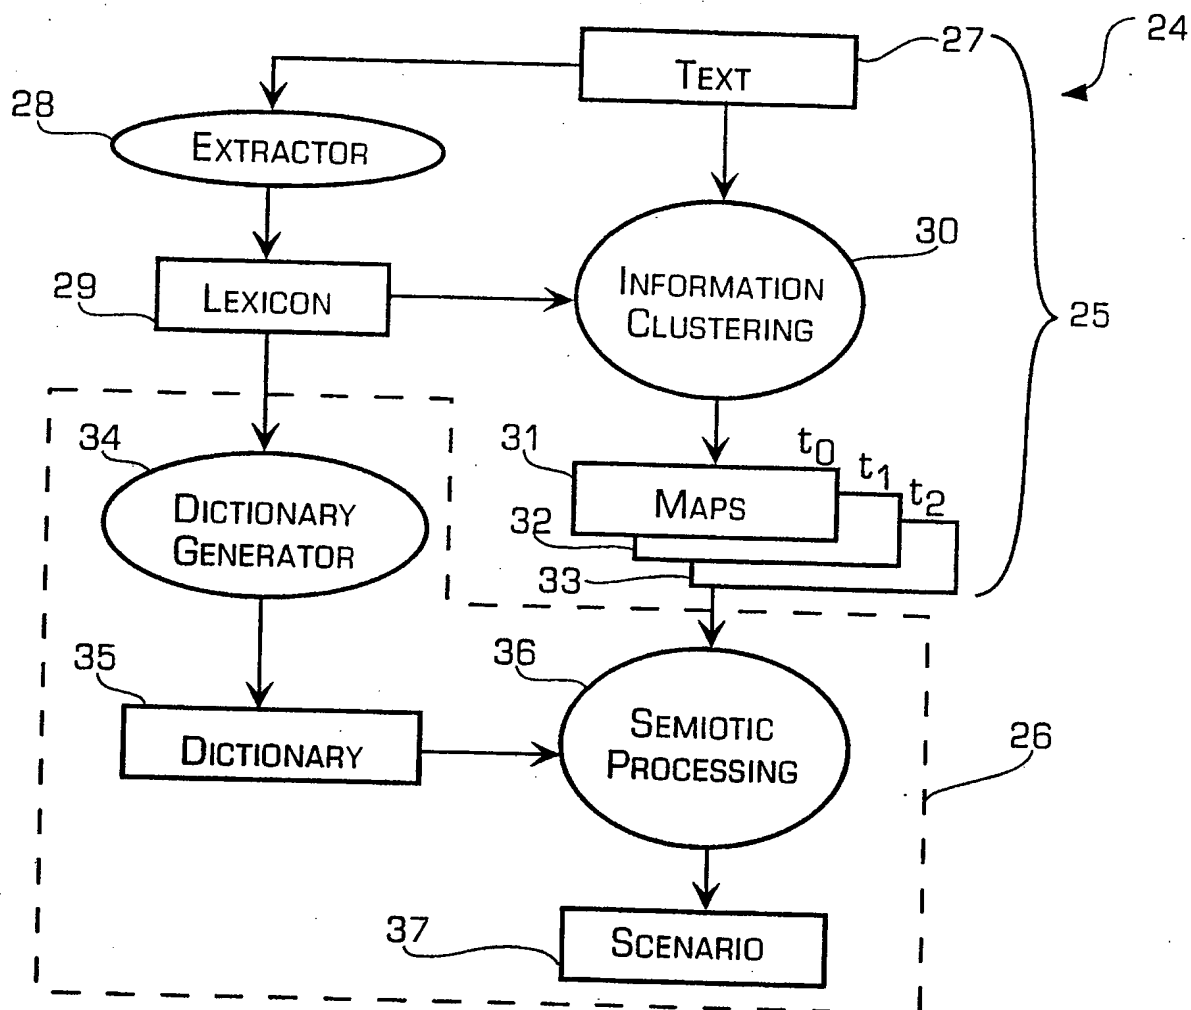 24
27
TEXT
28
EXTRACTOR
30
29
LEXICON
INFORMATION
CLUSTERING
25
34
31
t0
t1
t2
MAPS
DICTIONARY
GENERATOR
32
33
35
36
DICTIONARY
SEMIOTIC
PROCESSING
26
37
SCENARIO